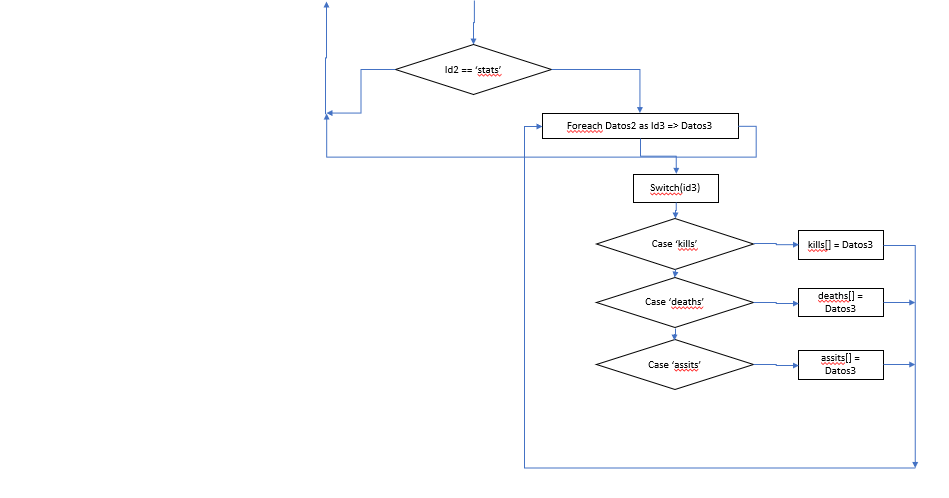 Id2 == ‘stats’
Foreach Datos2 as Id3 => Datos3
Switch(id3)
Case ‘kills’
kills[] = Datos3
Case ‘deaths’
deaths[] =
Datos3
Case ‘assits’
assits[] =
Datos3